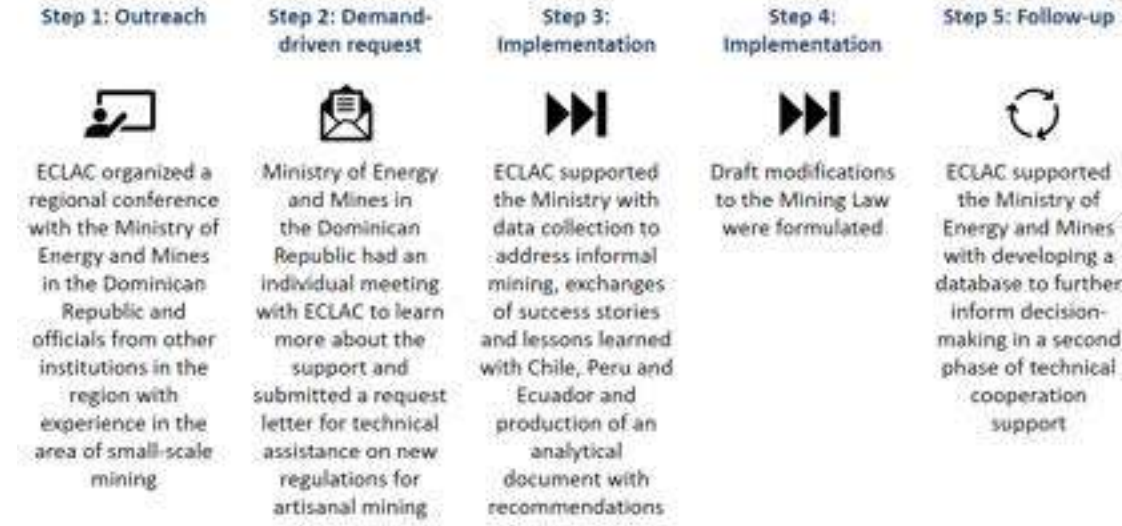 Step 1: Outreach
ECLAC organized a
regional conference
with the Ministry of
Energy and Mines
in the Dominican
Republic and
officials from other
institutions in the
region with
experience in the
area of small-scale
mining
Step 2: Demand-
driven request
Ministry of Energy
and Mines in
the Dominican
Republic had an
individual meeting
with ECLAC to learn
more about the
support and
submitted a request
letter for technical
assistance on new
regulations for
artisanal mining
Step 3:
Implementation
ECLAC supported
the Ministry with
data collection to
address informal
mining, exchanges
of success stories
and lessons learned
with Chile, Peru and
Ecuador and
production of an
analytical
document with
recommendations
Step 4:
Implementation
Draft modifications
to the Mining Law
were formulated
Step 5: Follow-up
ECLAC supported
the Ministry of
Energy and Mines
with developing a
database to further
inform decision-
making in a second
phase of technical
cooperation
support